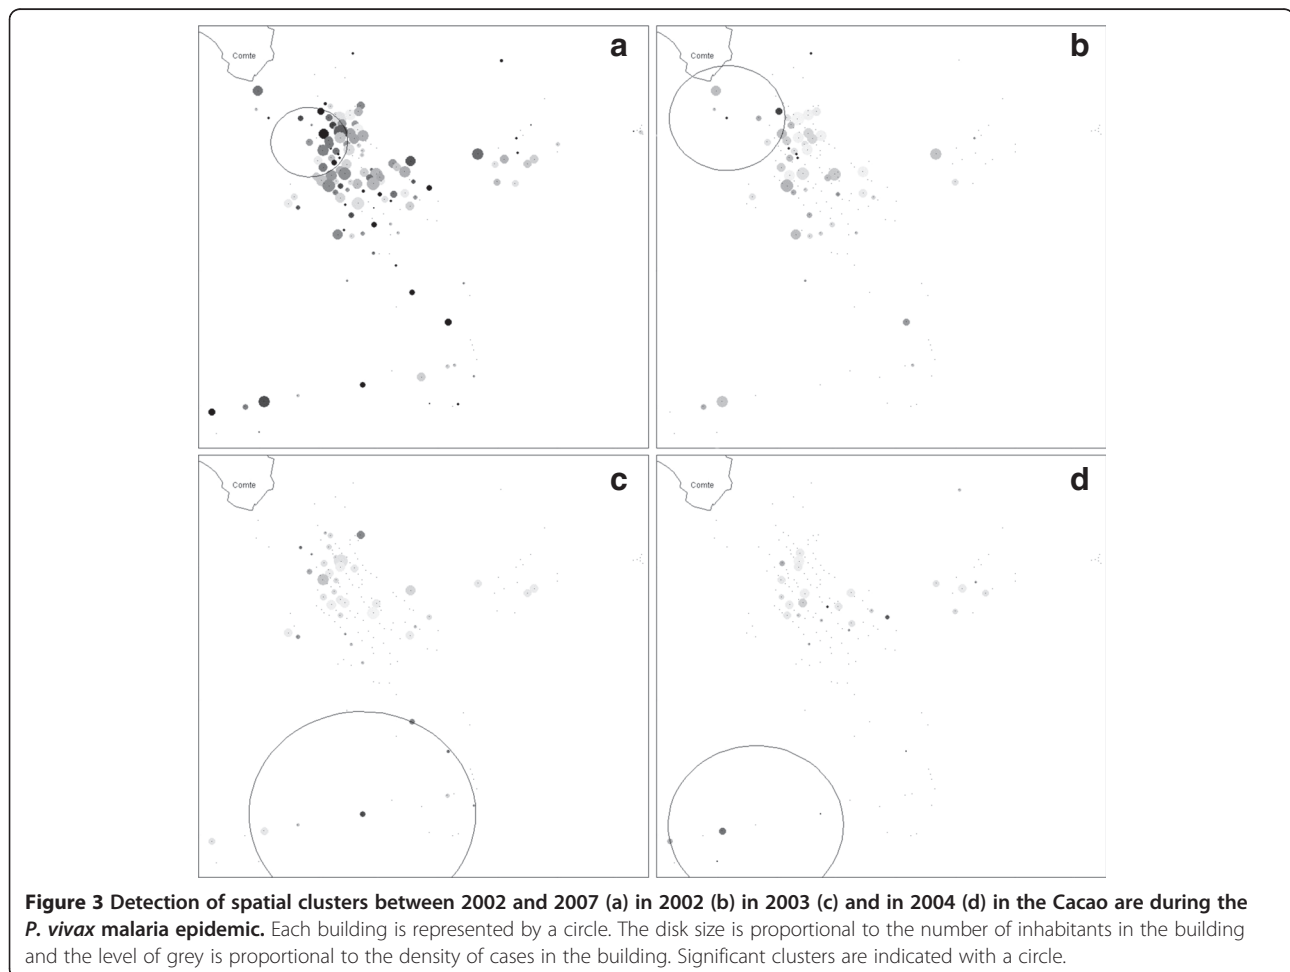 Comte
a
Comte
b
Comte
c
Comte
d
Figure 3 Detection of spatial clusters between 2002 and 2007 (a) in 2002 (b) in 2003 (c) and in 2004 (d) in the Cacao are during the
P. vivax malaria epidemic. Each building is represented by a circle. The disk size is proportional to the number of inhabitants in the building
and the level of grey is proportional to the density of cases in the building. Significant clusters are indicated with a circle.